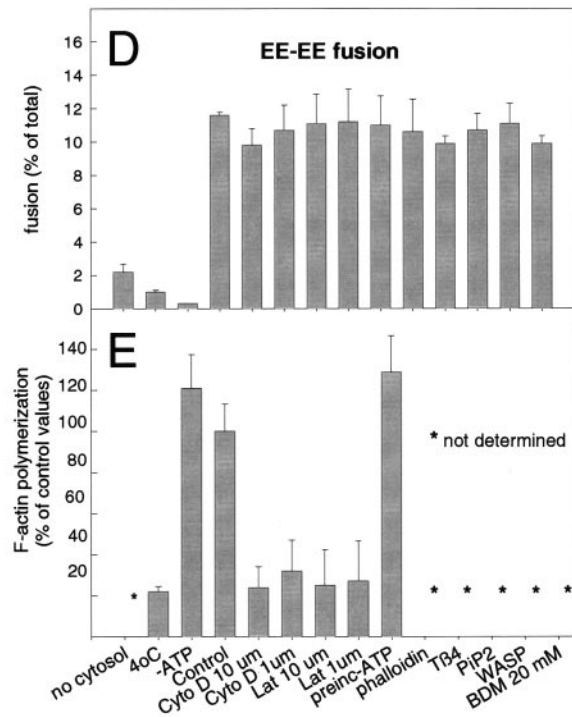 D
EE-EE fusion
fusion (% of total)
16
14
12
10
8
6
4
2
0
E
F-actin polymerization
(% of control values)
140
120
100
80
60
40
20
* not determined
*
* * * * *
no cytosol
4oC
-ATP
Control
Cyto D 10 um
Cyto D 1um
Lat 10 um
Lat 1um
preinc-ATP
phalloidin
Tß4
PiP2
WASP
BDM 20 mM